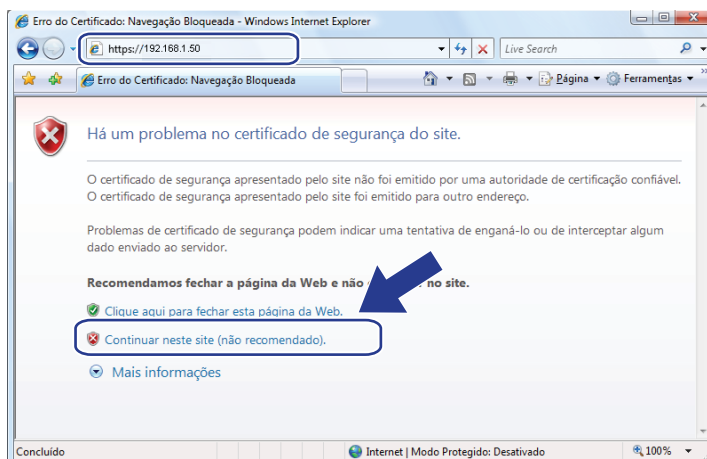 Erro do Certificado: Navegação Bloqueada - Windows Internet Explorer
https://192.168.1.50
Live Search
Erro do Certificado: Navegação Bloqueada
Página
Ferramentas
Há um problema no certificado de segurança do site.
O certificado de segurança apresentado pelo site não foi emitido por uma autoridade de certificação confiável.
O certificado de segurança apresentado pelo site foi emitido para outro endereço.
Problemas de certificado de segurança podem indicar uma tentativa de enganá-lo ou de interceptar algum
dado enviado ao servidor.
Recomendamos fechar a página da Web e não no site.
Clique aqui para fechar esta página da Web.
Continuar neste site (não recomendado).
Mais informações
Concluído
Internet | Modo Protegido: Desativado
100%